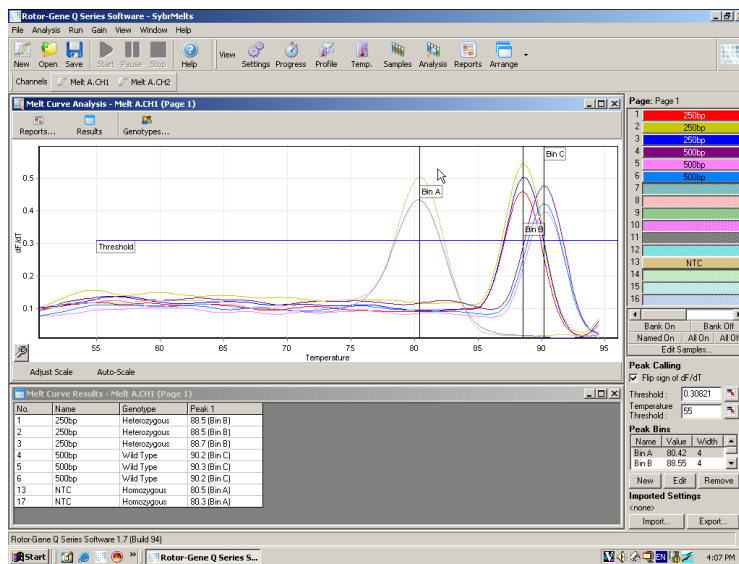 Rotor-Gene Q Series Software - SybrMelts
File Analysis Run Gain View Window Help
New Open Save Start Pause Stop Help View Settings Progress Profile Temp. Samples Analysis Reports Arrange
Channels Melt A.CH1 Melt A.CH2
Melt Curve Analysis - Melt A.CH1 (Page 1)
Reports... Results Genotypes...
Bin C
Bin A
Bin B
Threshold
dF/dT
0.5
0.4
0.3
0.2
0.1
55 60 65 70 75 80 85 90 95
Temperature
Adjust Scale Auto-Scale
Melt Curve Results - Melt A.CH1 (Page 1)
No. Name Genotype Peak 1
1 250bp Heterozygous 88.5 (Bin B)
2 250bp Heterozygous 88.5 (Bin B)
3 250bp Heterozygous 88.7 (Bin B)
4 500bp Wild Type 90.2 (Bin C)
5 500bp Wild Type 90.3 (Bin C)
6 500bp Wild Type 90.2 (Bin C)
13 NTC Homozygous 80.5 (Bin A)
17 NTC Homozygous 80.3 (Bin A)
Page: Page 1
1 250bp
2 250bp
3 250bp
4 500bp
5 500bp
6 500bp
7
8
9
10
11
12
13 NTC
14
15
16
Bank On Bank Off
Named On All On All Off
Edit Samples...
Peak Calling
Flip sign of dF/dT
Threshold : 0.30821
Temperature
Threshold : 55
Peak Bins
Name Value Width
Bin A 80.42 4
Bin B 88.55 4
New Edit Remove
Imported Settings
<none>
Import... Export...
Rotor-Gene Q Series Software 1.7 (Build 94)
Start » Rotor-Gene Q Series S... EN 4:07 PM